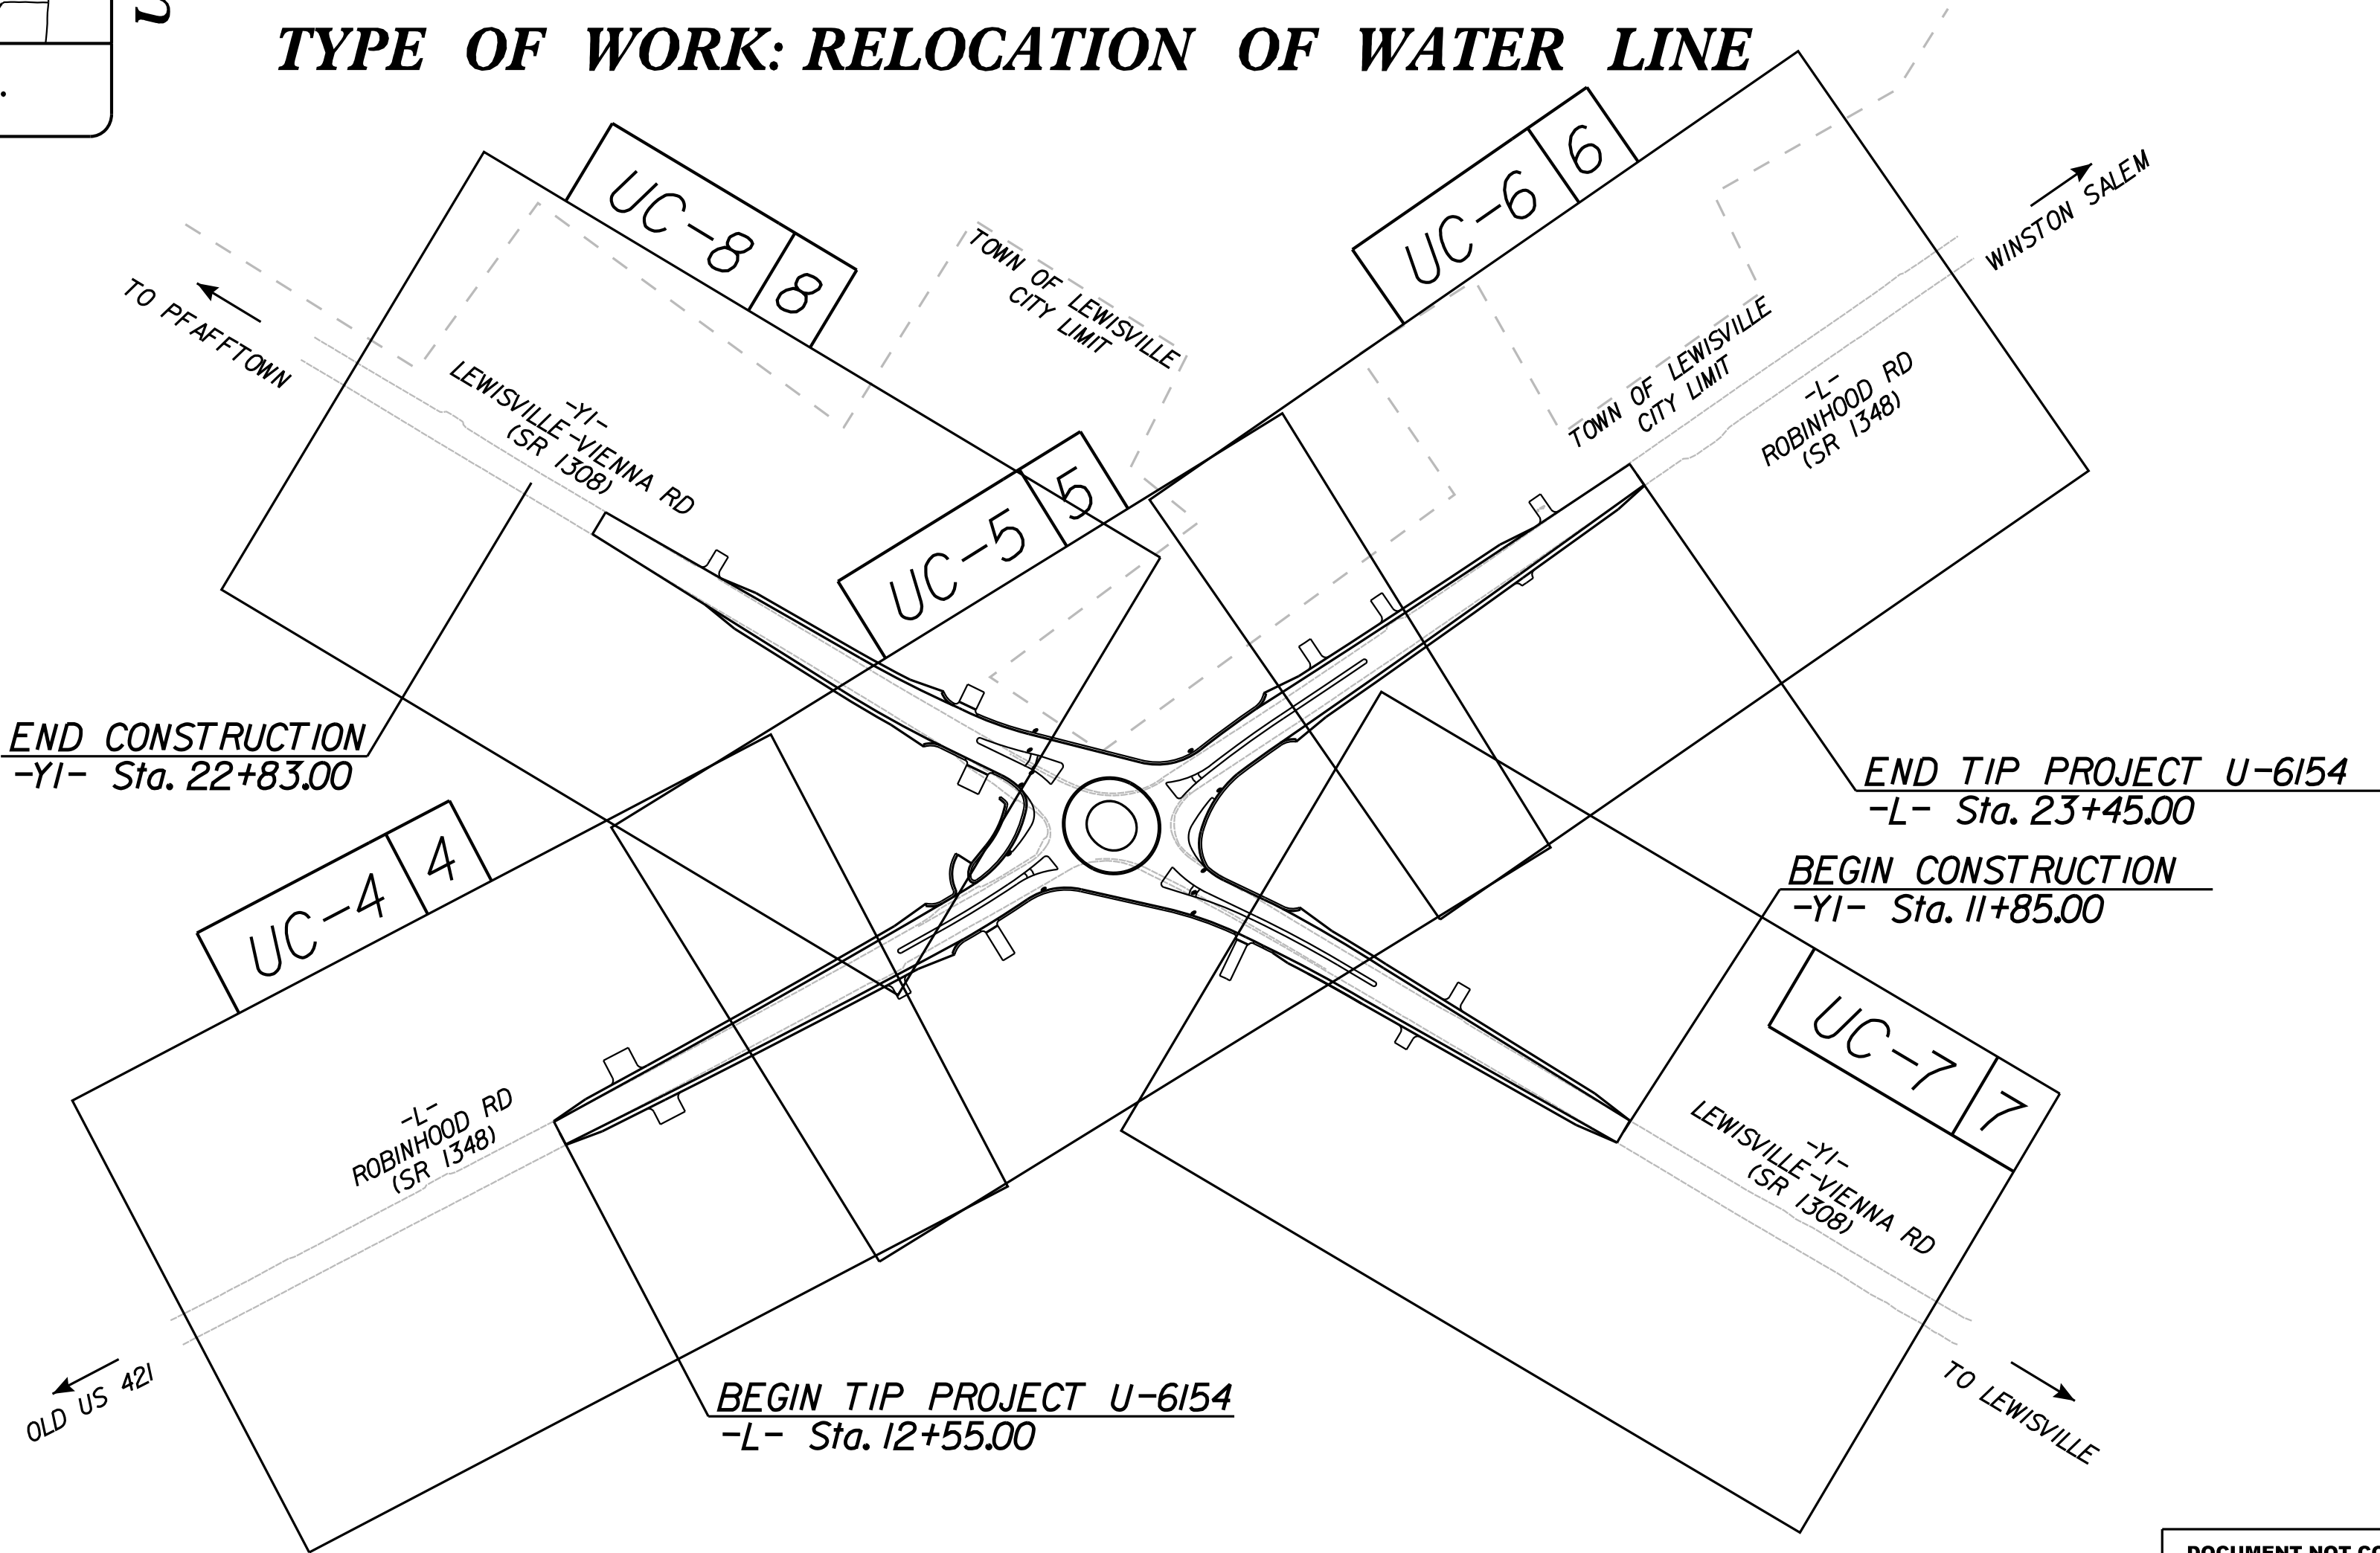 TYPE OF WORK: RELOCATION OF WATER LINE
UC-8
8
UC-6
6
TOWN OF LEWISVILLE
CITY LIMIT
WINSTON SALEM
TO PFAFFTOWN
-Y1-
LEWISVILLE-VIENNA RD
(SR 1308)
TOWN OF LEWISVILLE
CITY LIMIT
-L-
ROBINHOOD RD
(SR 1348)
UC-5
5
END CONSTRUCTION
-Y1- Sta. 22+83.00
END TIP PROJECT U-6154
-L- Sta. 23+45.00
BEGIN CONSTRUCTION
-Y1- Sta. 11+85.00
UC-4
4
UC-7
7
-L-
ROBINHOOD RD
(SR 1348)
-Y1-
LEWISVILLE-VIENNA RD
(SR 1308)
OLD US 421
BEGIN TIP PROJECT U-6154
-L- Sta. 12+55.00
TO LEWISVILLE